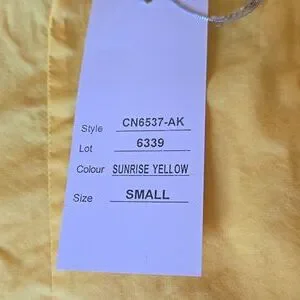 Style CN6537-AK
Lot 6339
Colour SUNRISE YELLOW
Size SMALL